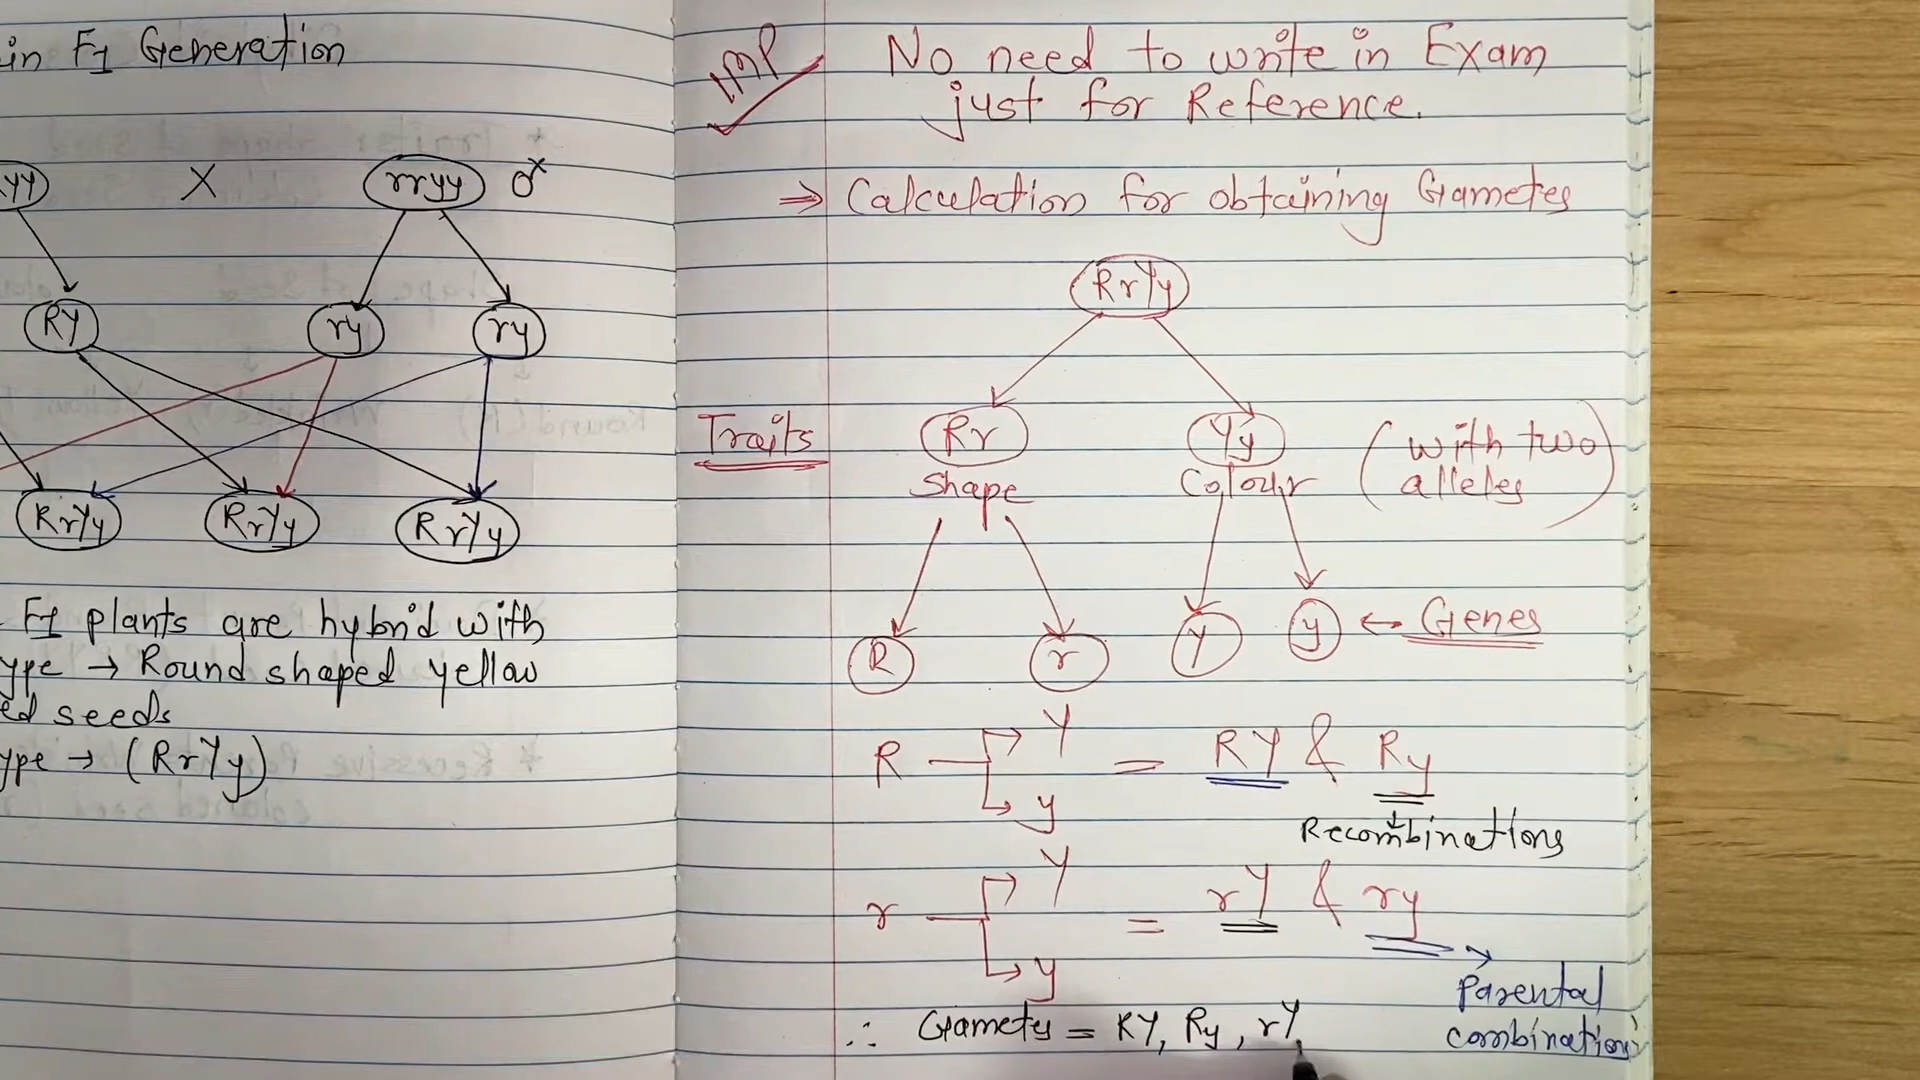 in F1 Generation
yy
X
rryy
♂
Ry
ry
ry
RrYy
RrYy
RrYy
F1 plants are hybrid with
ype → Round shaped yellow
ed seeds
ype → (RrYy)
IMP
No need to write in Exam
just for Reference.
⇒ Calculation for obtaining Gametes
RrYy
Traits
Rr
Yy
(with two
alleles)
Shape
Colour
R
r
Y
y
← Genes
R → Y
→ y
= RY & Ry
Recombinations
r → Y
→ y
= rY & ry
Parental
combinations
∴ Gametes = RY, Ry, rY,